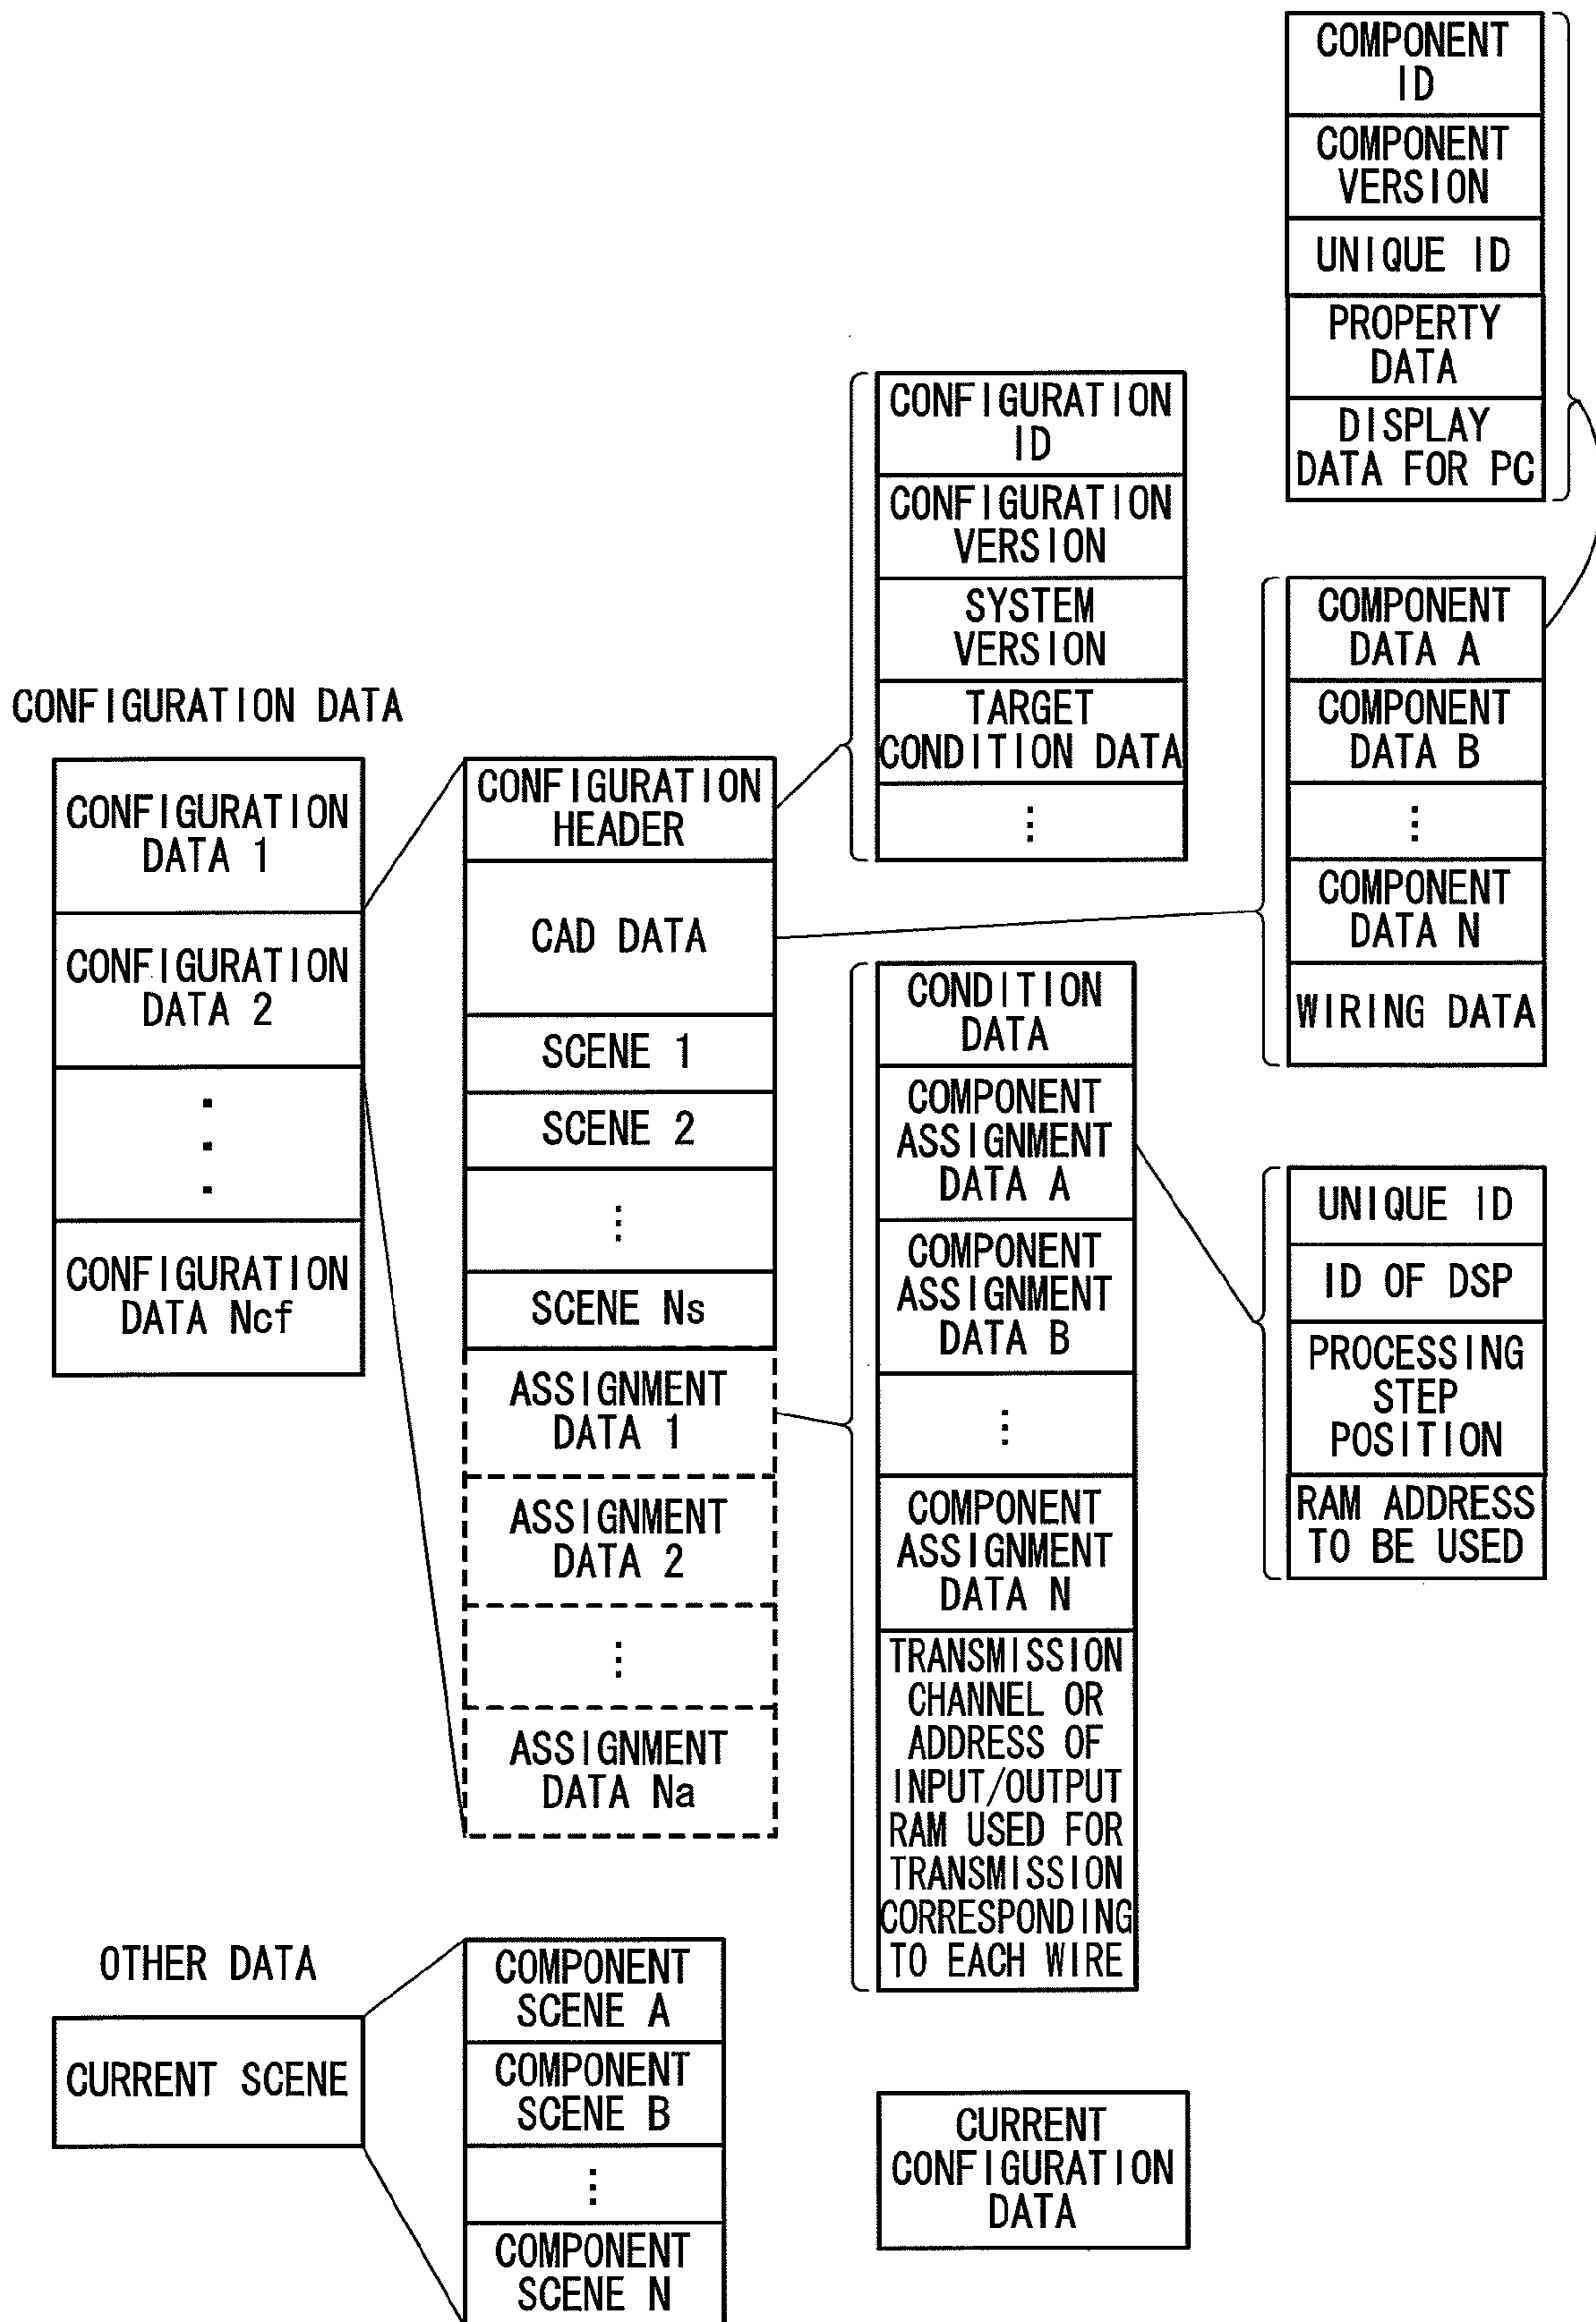 CONFIGURATION DATA
CONFIGURATION
DATA 1
CONFIGURATION
DATA 2
CONFIGURATION
DATA Ncf
CONFIGURATION
HEADER
CAD DATA
SCENE 1
SCENE 2
SCENE Ns
ASSIGNMENT
DATA 1
ASSIGNMENT
DATA 2
ASSIGNMENT
DATA Na
CONFIGURATION
ID
CONFIGURATION
VERSION
SYSTEM
VERSION
TARGET
CONDITION DATA
CONDITION
DATA
COMPONENT
ASSIGNMENT
DATA A
COMPONENT
ASSIGNMENT
DATA B
COMPONENT
ASSIGNMENT
DATA N
TRANSMISSION
CHANNEL OR
ADDRESS OF
INPUT/OUTPUT
RAM USED FOR
TRANSMISSION
CORRESPONDING
TO EACH WIRE
COMPONENT
ID
COMPONENT
VERSION
UNIQUE ID
PROPERTY
DATA
DISPLAY
DATA FOR PC
COMPONENT
DATA A
COMPONENT
DATA B
COMPONENT
DATA N
WIRING DATA
UNIQUE ID
ID OF DSP
PROCESSING
STEP
POSITION
RAM ADDRESS
TO BE USED
OTHER DATA
CURRENT SCENE
COMPONENT
SCENE A
COMPONENT
SCENE B
COMPONENT
SCENE N
CURRENT
CONFIGURATION
DATA